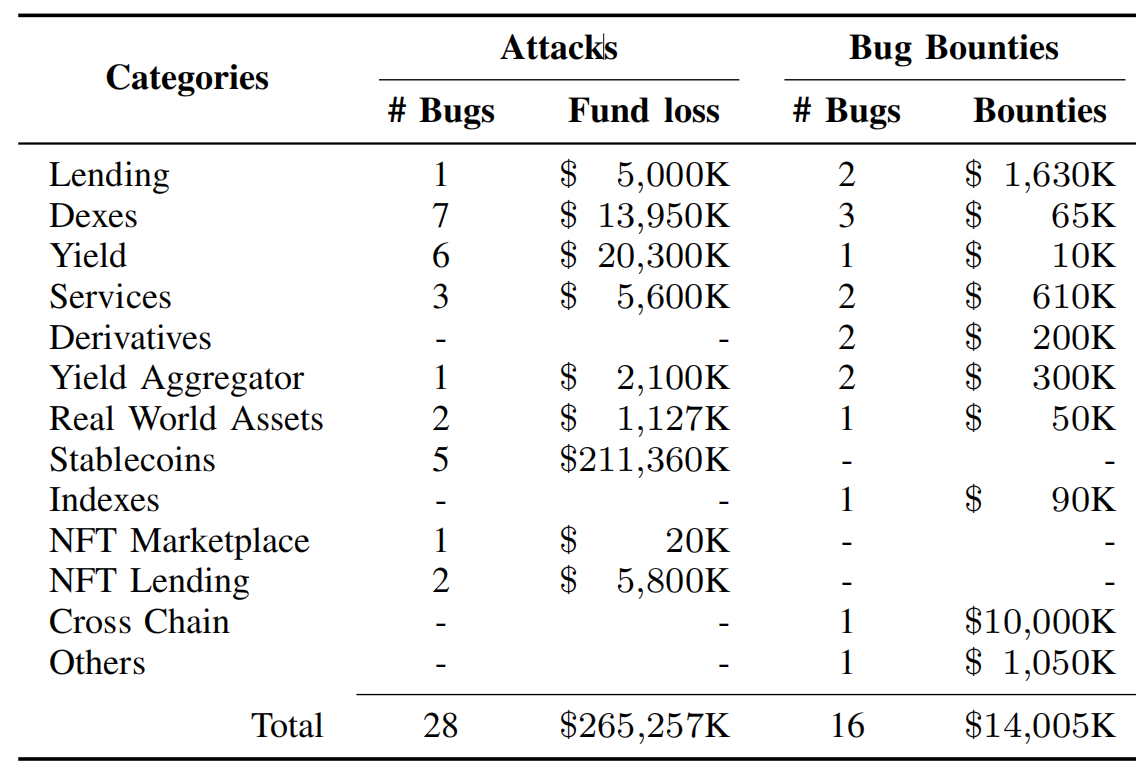 Attacks Bug Bounties
Categories
# Bugs Fund loss # Bugs Bounties
Lending 1 $ 5,000K 2 $ 1,630K
Dexes 7 $ 13,950K 3 $ 65K
Yield 6 $ 20,300K 1 $ 10K
Services 3 $ 5,600K 2 $ 610K
Derivatives - - 2 $ 200K
Yield Aggregator 1 $ 2,100K 2 $ 300K
Real World Assets 2 $ 1,127K 1 $ 50K
Stablecoins 5 $211,360K - -
Indexes - - 1 $ 90K
NFT Marketplace 1 $ 20K - -
NFT Lending 2 $ 5,800K - -
Cross Chain - - 1 $10,000K
Others - - 1 $ 1,050K
Total 28 $265,257K 16 $14,005K